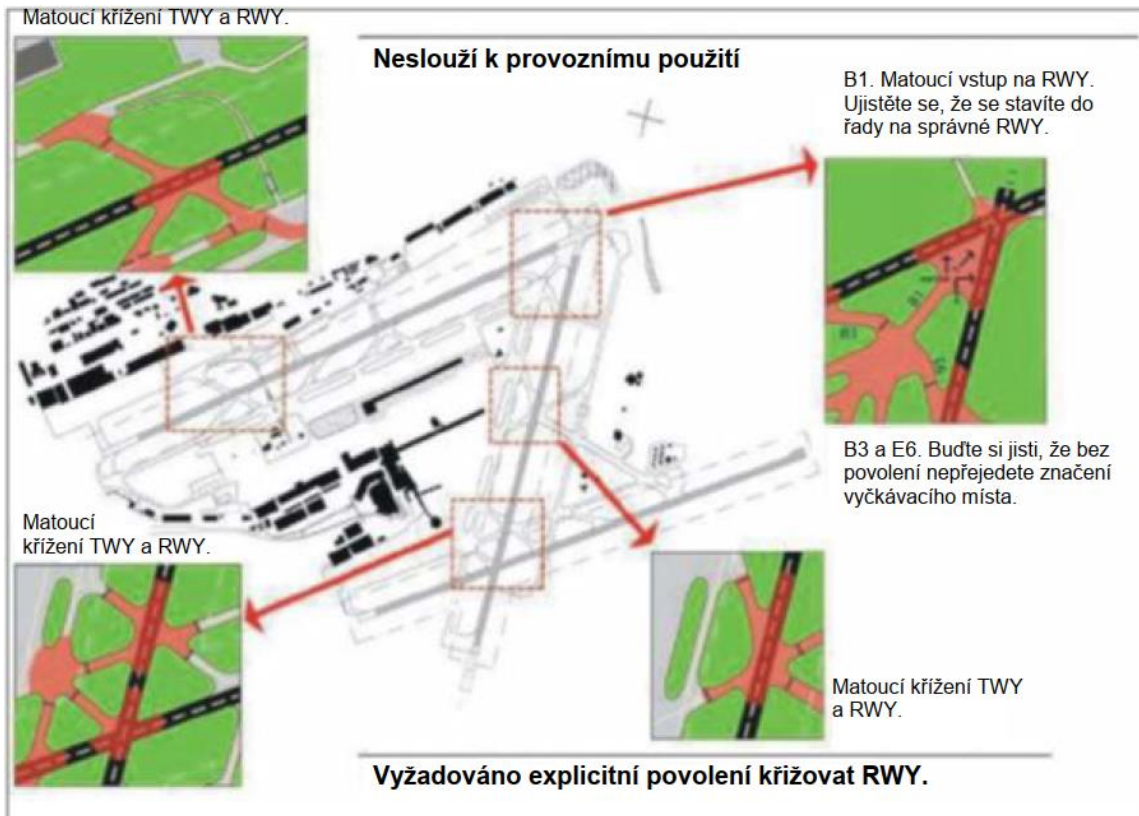 Matoucí křížení TWY a RWY.
Neslouží k provoznímu použití
B1. Matoucí vstup na RWY.
Ujistěte se, že se stavíte do
řady na správné RWY.
B1
B3 a E6. Buďte si jisti, že bez
povolení nepřejedete značení
vyčkávacího místa.
Matoucí
křížení TWY a RWY.
Matoucí křížení TWY
a RWY.
Vyžadováno explicitní povolení křižovat RWY.